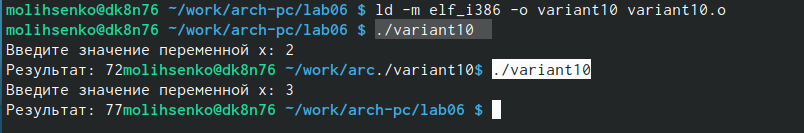 molihsenko@dk8n76 ~/work/arch-pc/lab06 $ ld -m elf_i386 -o variant10 variant10.o
molihsenko@dk8n76 ~/work/arch-pc/lab06 $ ./variant10
Введите значение переменной x: 2
Результат: 72molihsenko@dk8n76 ~/work/arc./variant10$ ./variant10
Введите значение переменной x: 3
Результат: 77molihsenko@dk8n76 ~/work/arch-pc/lab06 $